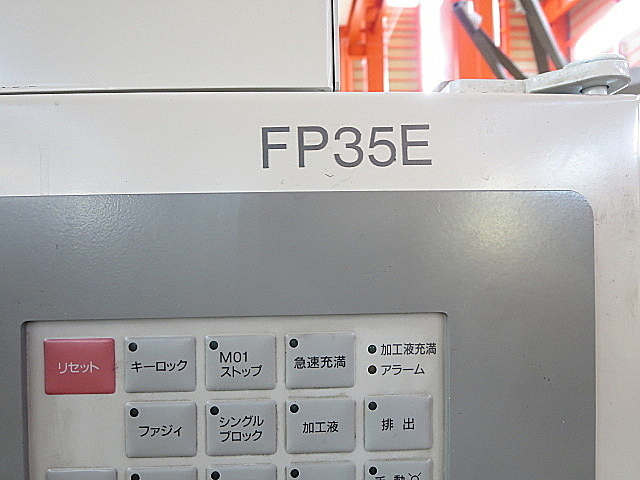 FP35E
リセット
キーロック
M01
ストップ
急速充満
加工液充満
アラーム
ファジィ
シングル
ブロック
加工液
排出
手動